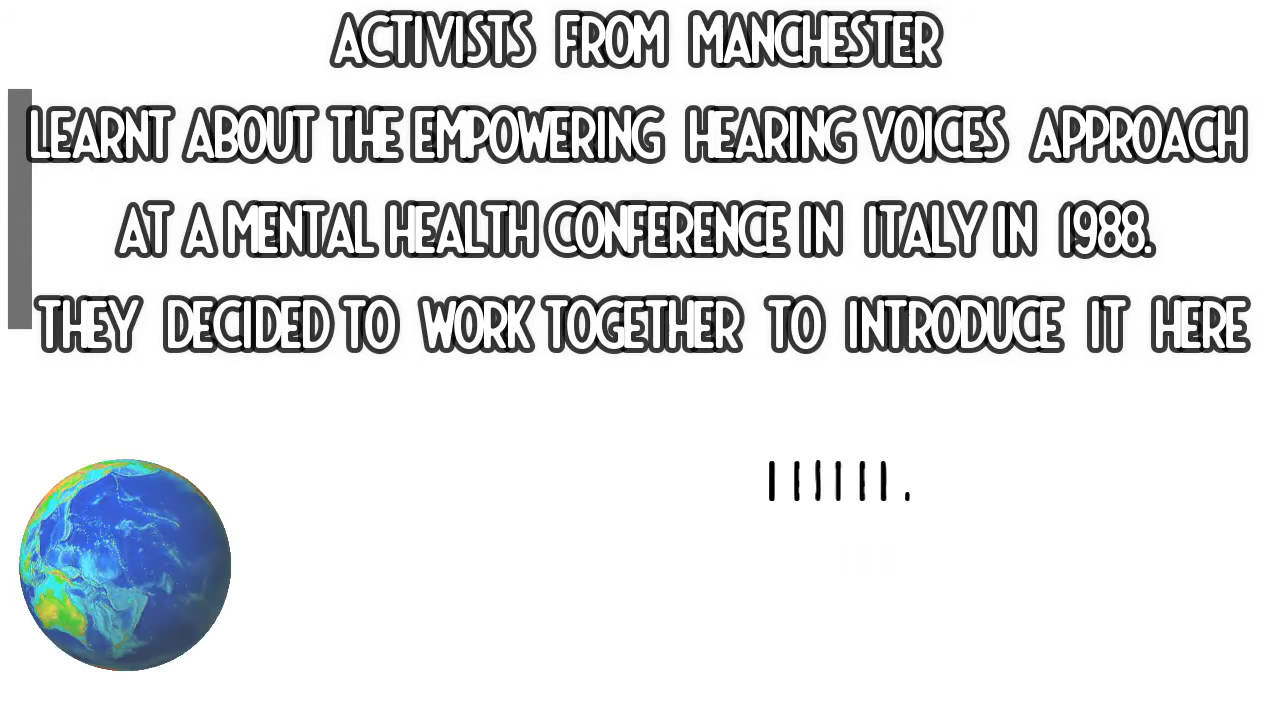 ACTIVISTS FROM MANCHESTER
LEARNT ABOUT THE EMPOWERING HEARING VOICES APPROACH
AT A MENTAL HEALTH CONFERENCE IN ITALY IN 1988.
THEY DECIDED TO WORK TOGETHER TO INTRODUCE IT HERE